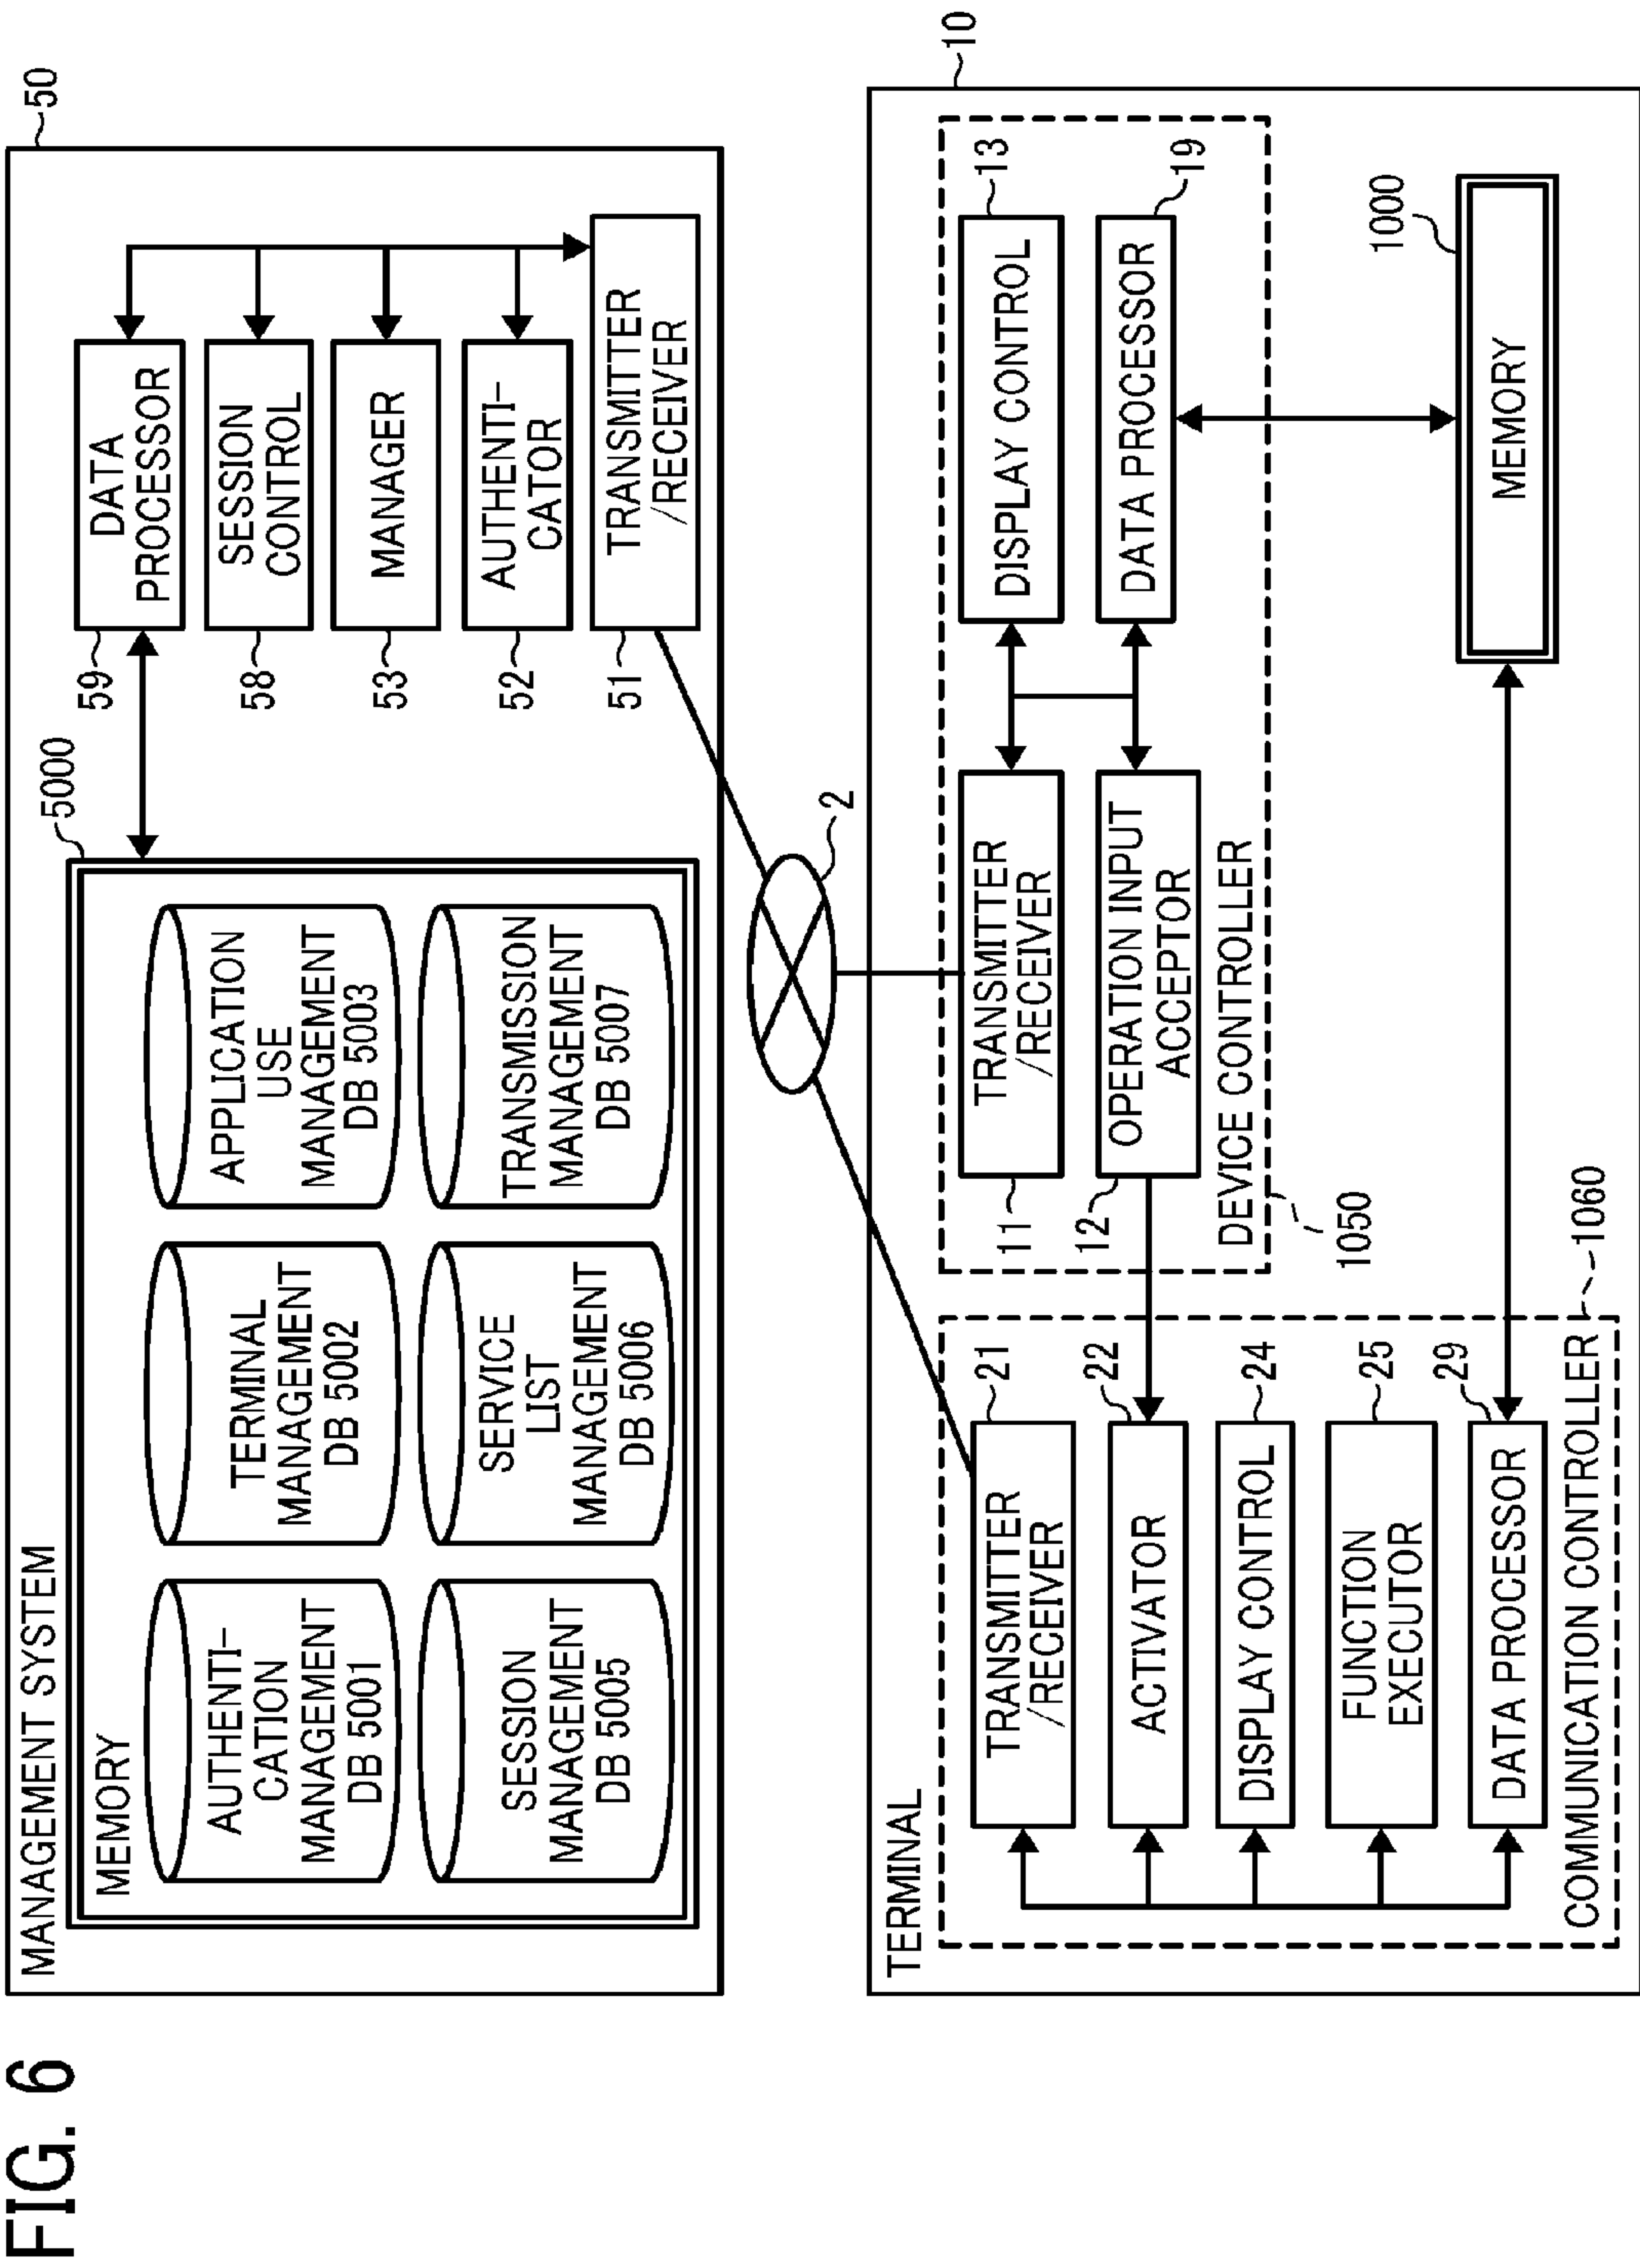 FIG. 6
MANAGEMENT SYSTEM
50
MEMORY
5000
AUTHENTI-
CATION
MANAGEMENT
DB 5001
TERMINAL
MANAGEMENT
DB 5002
APPLICATION
USE
MANAGEMENT
DB 5003
SESSION
MANAGEMENT
DB 5005
SERVICE
LIST
MANAGEMENT
DB 5006
TRANSMISSION
MANAGEMENT
DB 5007
59
DATA
PROCESSOR
58
SESSION
CONTROL
53
MANAGER
52
AUTHENTI-
CATOR
51
TRANSMITTER
/RECEIVER
2
TERMINAL
10
TRANSMITTER
/RECEIVER
21
ACTIVATOR
22
DISPLAY CONTROL
24
FUNCTION
EXECUTOR
25
DATA PROCESSOR
29
COMMUNICATION CONTROLLER
1060
11
TRANSMITTER
/RECEIVER
12
OPERATION INPUT
ACCEPTOR
DISPLAY CONTROL
13
DATA PROCESSOR
19
DEVICE CONTROLLER
1050
MEMORY
1000